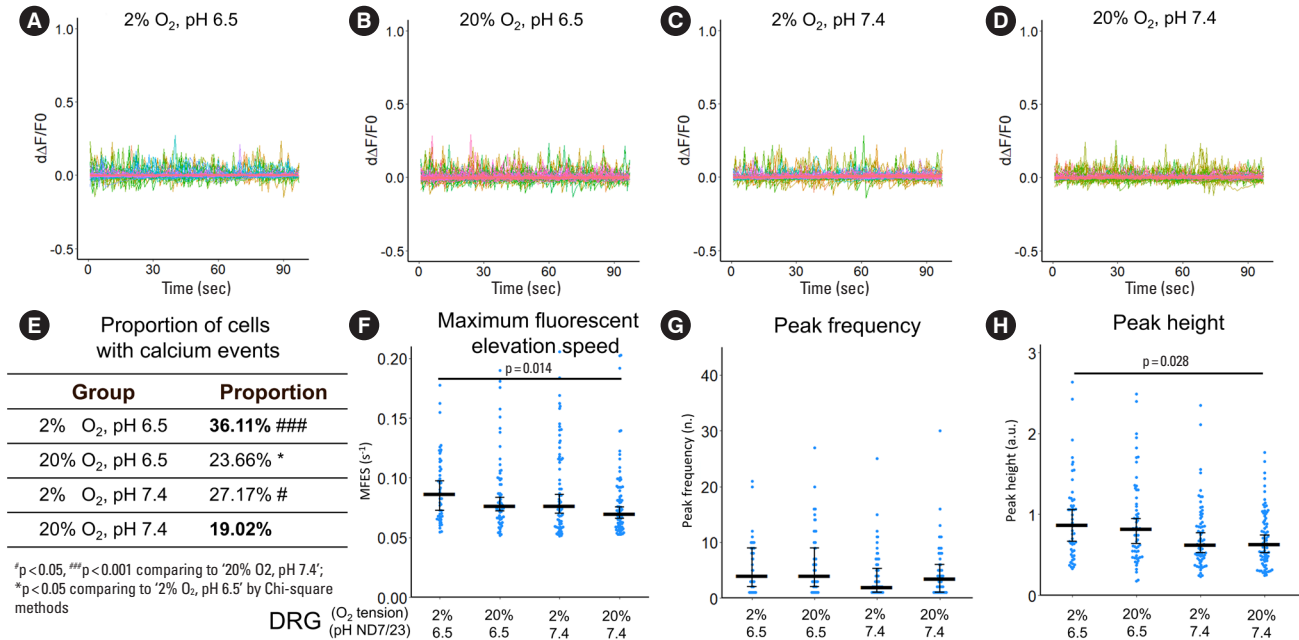 A 2% O₂, pH 6.5
dΔF/F0
1.0
0.5
0.0
-0.5
0 30 60 90
Time (sec)
B 20% O₂, pH 6.5
dΔF/F0
1.0
0.5
0.0
-0.5
0 30 60 90
Time (sec)
C 2% O₂, pH 7.4
dΔF/F0
1.0
0.5
0.0
-0.5
0 30 60 90
Time (sec)
D 20% O₂, pH 7.4
dΔF/F0
1.0
0.5
0.0
-0.5
0 30 60 90
Time (sec)
E Proportion of cells
with calcium events
Group Proportion
2% O₂, pH 6.5 36.11% ###
20% O₂, pH 6.5 23.66% *
2% O₂, pH 7.4 27.17% #
20% O₂, pH 7.4 19.02%
#p<0.05, ###p<0.001 comparing to '20% O2, pH 7.4';
*p<0.05 comparing to '2% O₂, pH 6.5' by Chi-square
methods
F Maximum fluorescent
elevation speed
p=0.014
MFES (s⁻¹)
0.20
0.15
0.10
0.05
0.00
DRG (O₂ tension) 2% 20% 2% 20%
(pH ND7/23) 6.5 6.5 7.4 7.4
G Peak frequency
Peak frequency (n.)
40
30
20
10
0
2% 20% 2% 20%
6.5 6.5 7.4 7.4
H Peak height
p=0.028
Peak height (a.u.)
3
2
1
0
2% 20% 2% 20%
6.5 6.5 7.4 7.4